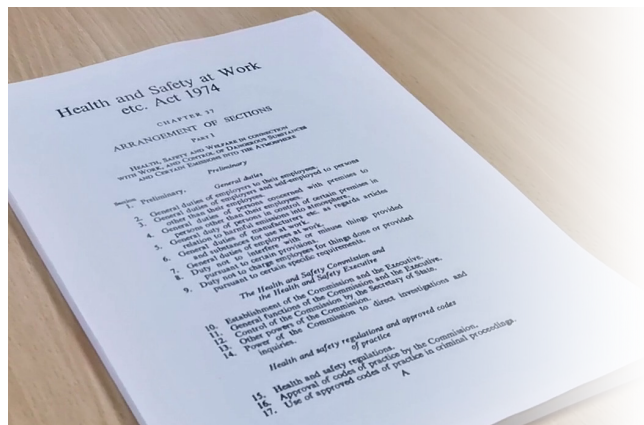 Health and Safety at Work
etc. Act 1974
CHAPTER 37
ARRANGEMENT OF SECTIONS
PART I
HEALTH, SAFETY AND WELFARE IN CONNECTION
WITH WORK, AND CONTROL OF DANGEROUS SUBSTANCES
AND CERTAIN EMISSIONS INTO THE ATMOSPHERE
Preliminary
Section
1. Preliminary.
General duties
2. General duties of employers to their employees.
3. General duties of employers and self-employed to persons
other than their employees.
4. General duties of persons concerned with premises to
persons other than their employees.
5. General duty of persons in control of certain premises in
relation to harmful emissions into atmosphere.
6. General duties of manufacturers etc. as regards articles
and substances for use at work.
7. General duties of employees at work.
8. Duty not to interfere with or misuse things provided
pursuant to certain provisions.
9. Duty not to charge employees for things done or provided
pursuant to certain specific requirements.
The Health and Safety Commission and
the Health and Safety Executive
10. Establishment of the Commission and the Executive.
11. General functions of the Commission and the Executive.
12. Control of the Commission by the Secretary of State.
13. Other powers of the Commission.
14. Power of the Commission to direct investigations and
inquiries.
Health and safety regulations and approved codes
of practice
15. Health and safety regulations.
16. Approval of codes of practice by the Commission.
17. Use of approved codes of practice in criminal proceedings.
A